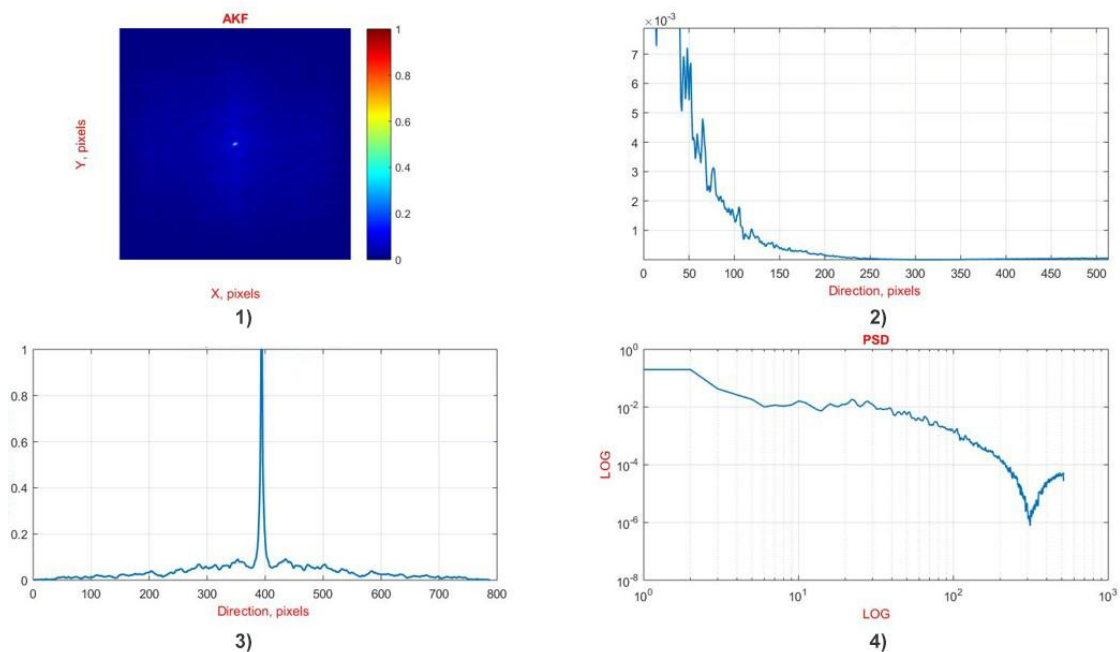 AKF
Y, pixels
1
0.8
0.6
0.4
0.2
0
X, pixels
1)
×10⁻³
7
6
5
4
3
2
1
0 50 100 150 200 250 300 350 400 450 500
Direction, pixels
2)
1
0.8
0.6
0.4
0.2
0
0 100 200 300 400 500 600 700 800
Direction, pixels
3)
PSD
10⁰
10⁻²
10⁻⁴
10⁻⁶
10⁻⁸
LOG
10⁰ 10¹ 10² 10³
LOG
4)